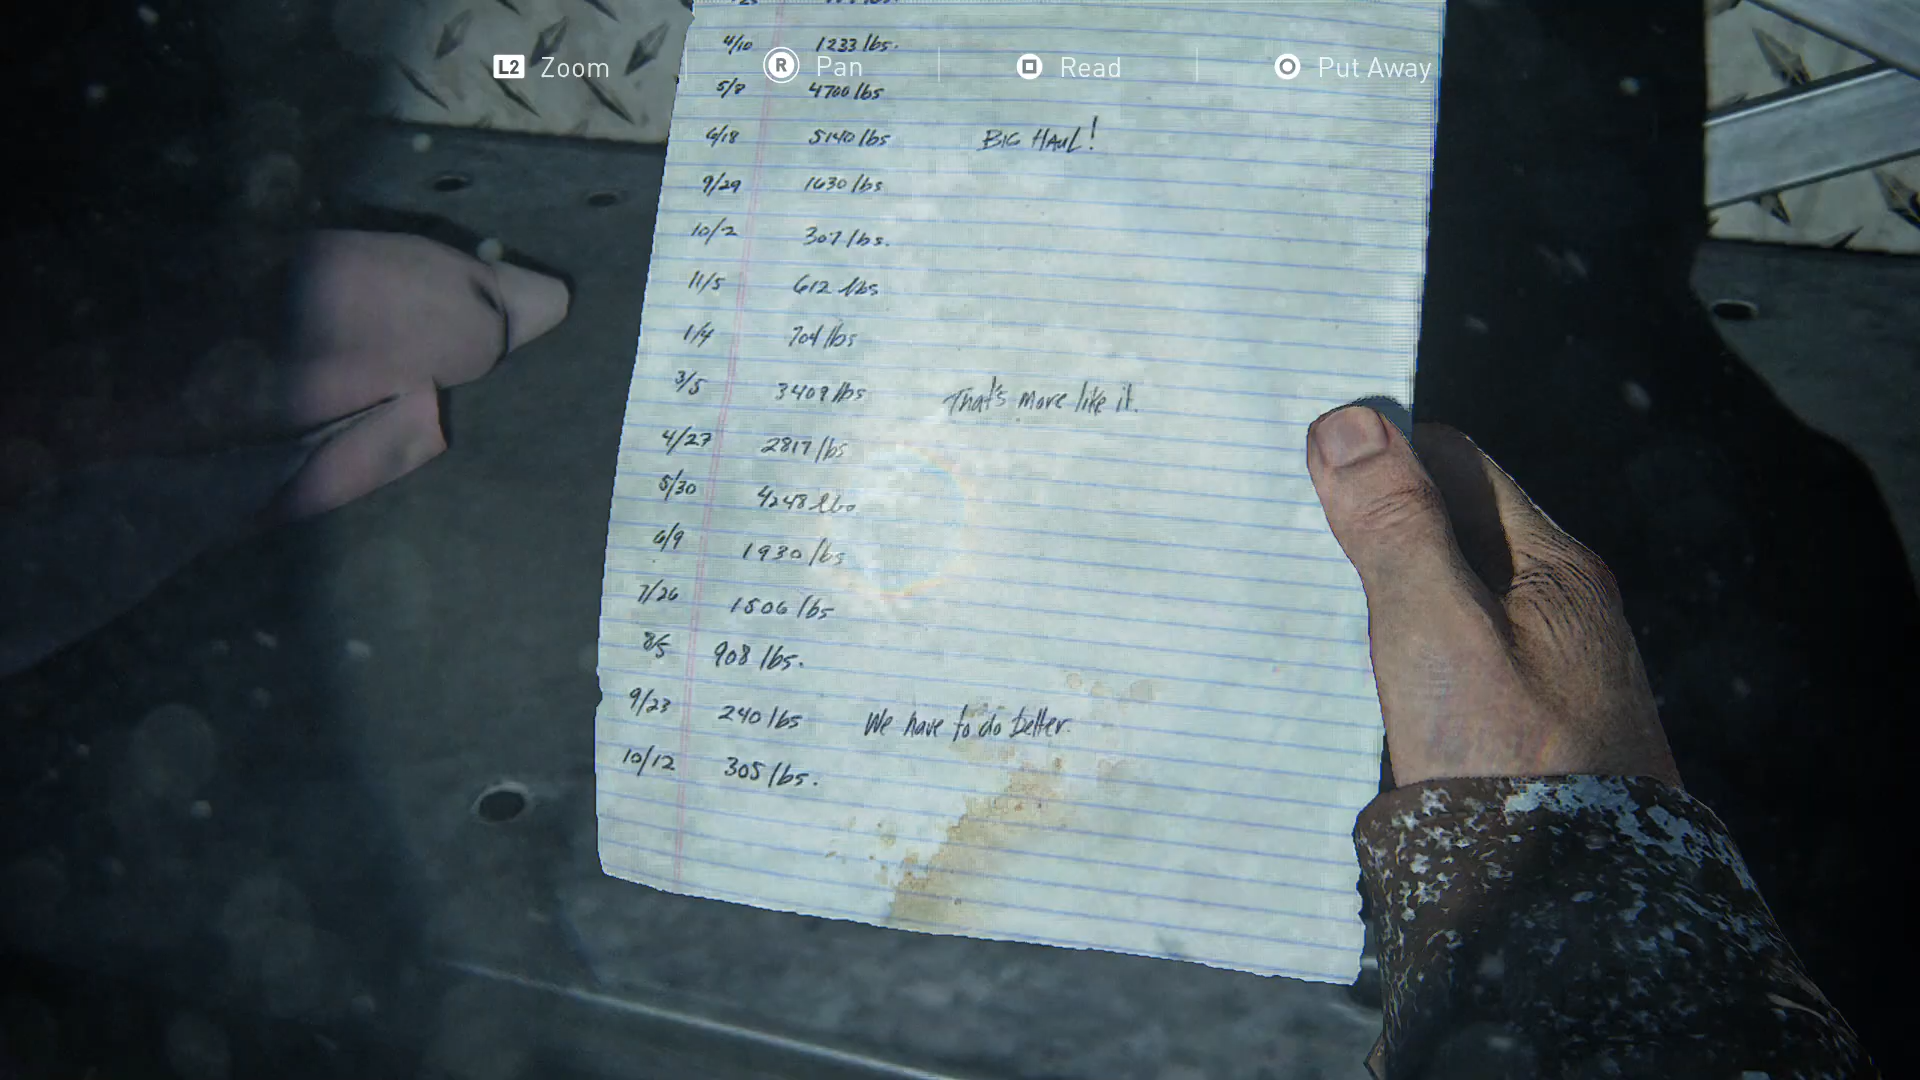 L2 Zoom R Pan Read Put Away
4/10 1233 lbs.
5/8 4700 lbs
6/18 5140 lbs BIG HAUL!
9/29 1630 lbs
10/2 307 lbs.
11/5 612 lbs
1/4 704 lbs
3/5 3409 lbs That's more like it.
4/27 2817 lbs
5/30 4248 lbs
6/9 1930 lbs
7/26 1506 lbs
8/5 908 lbs.
9/23 240 lbs We have to do better.
10/12 305 lbs.